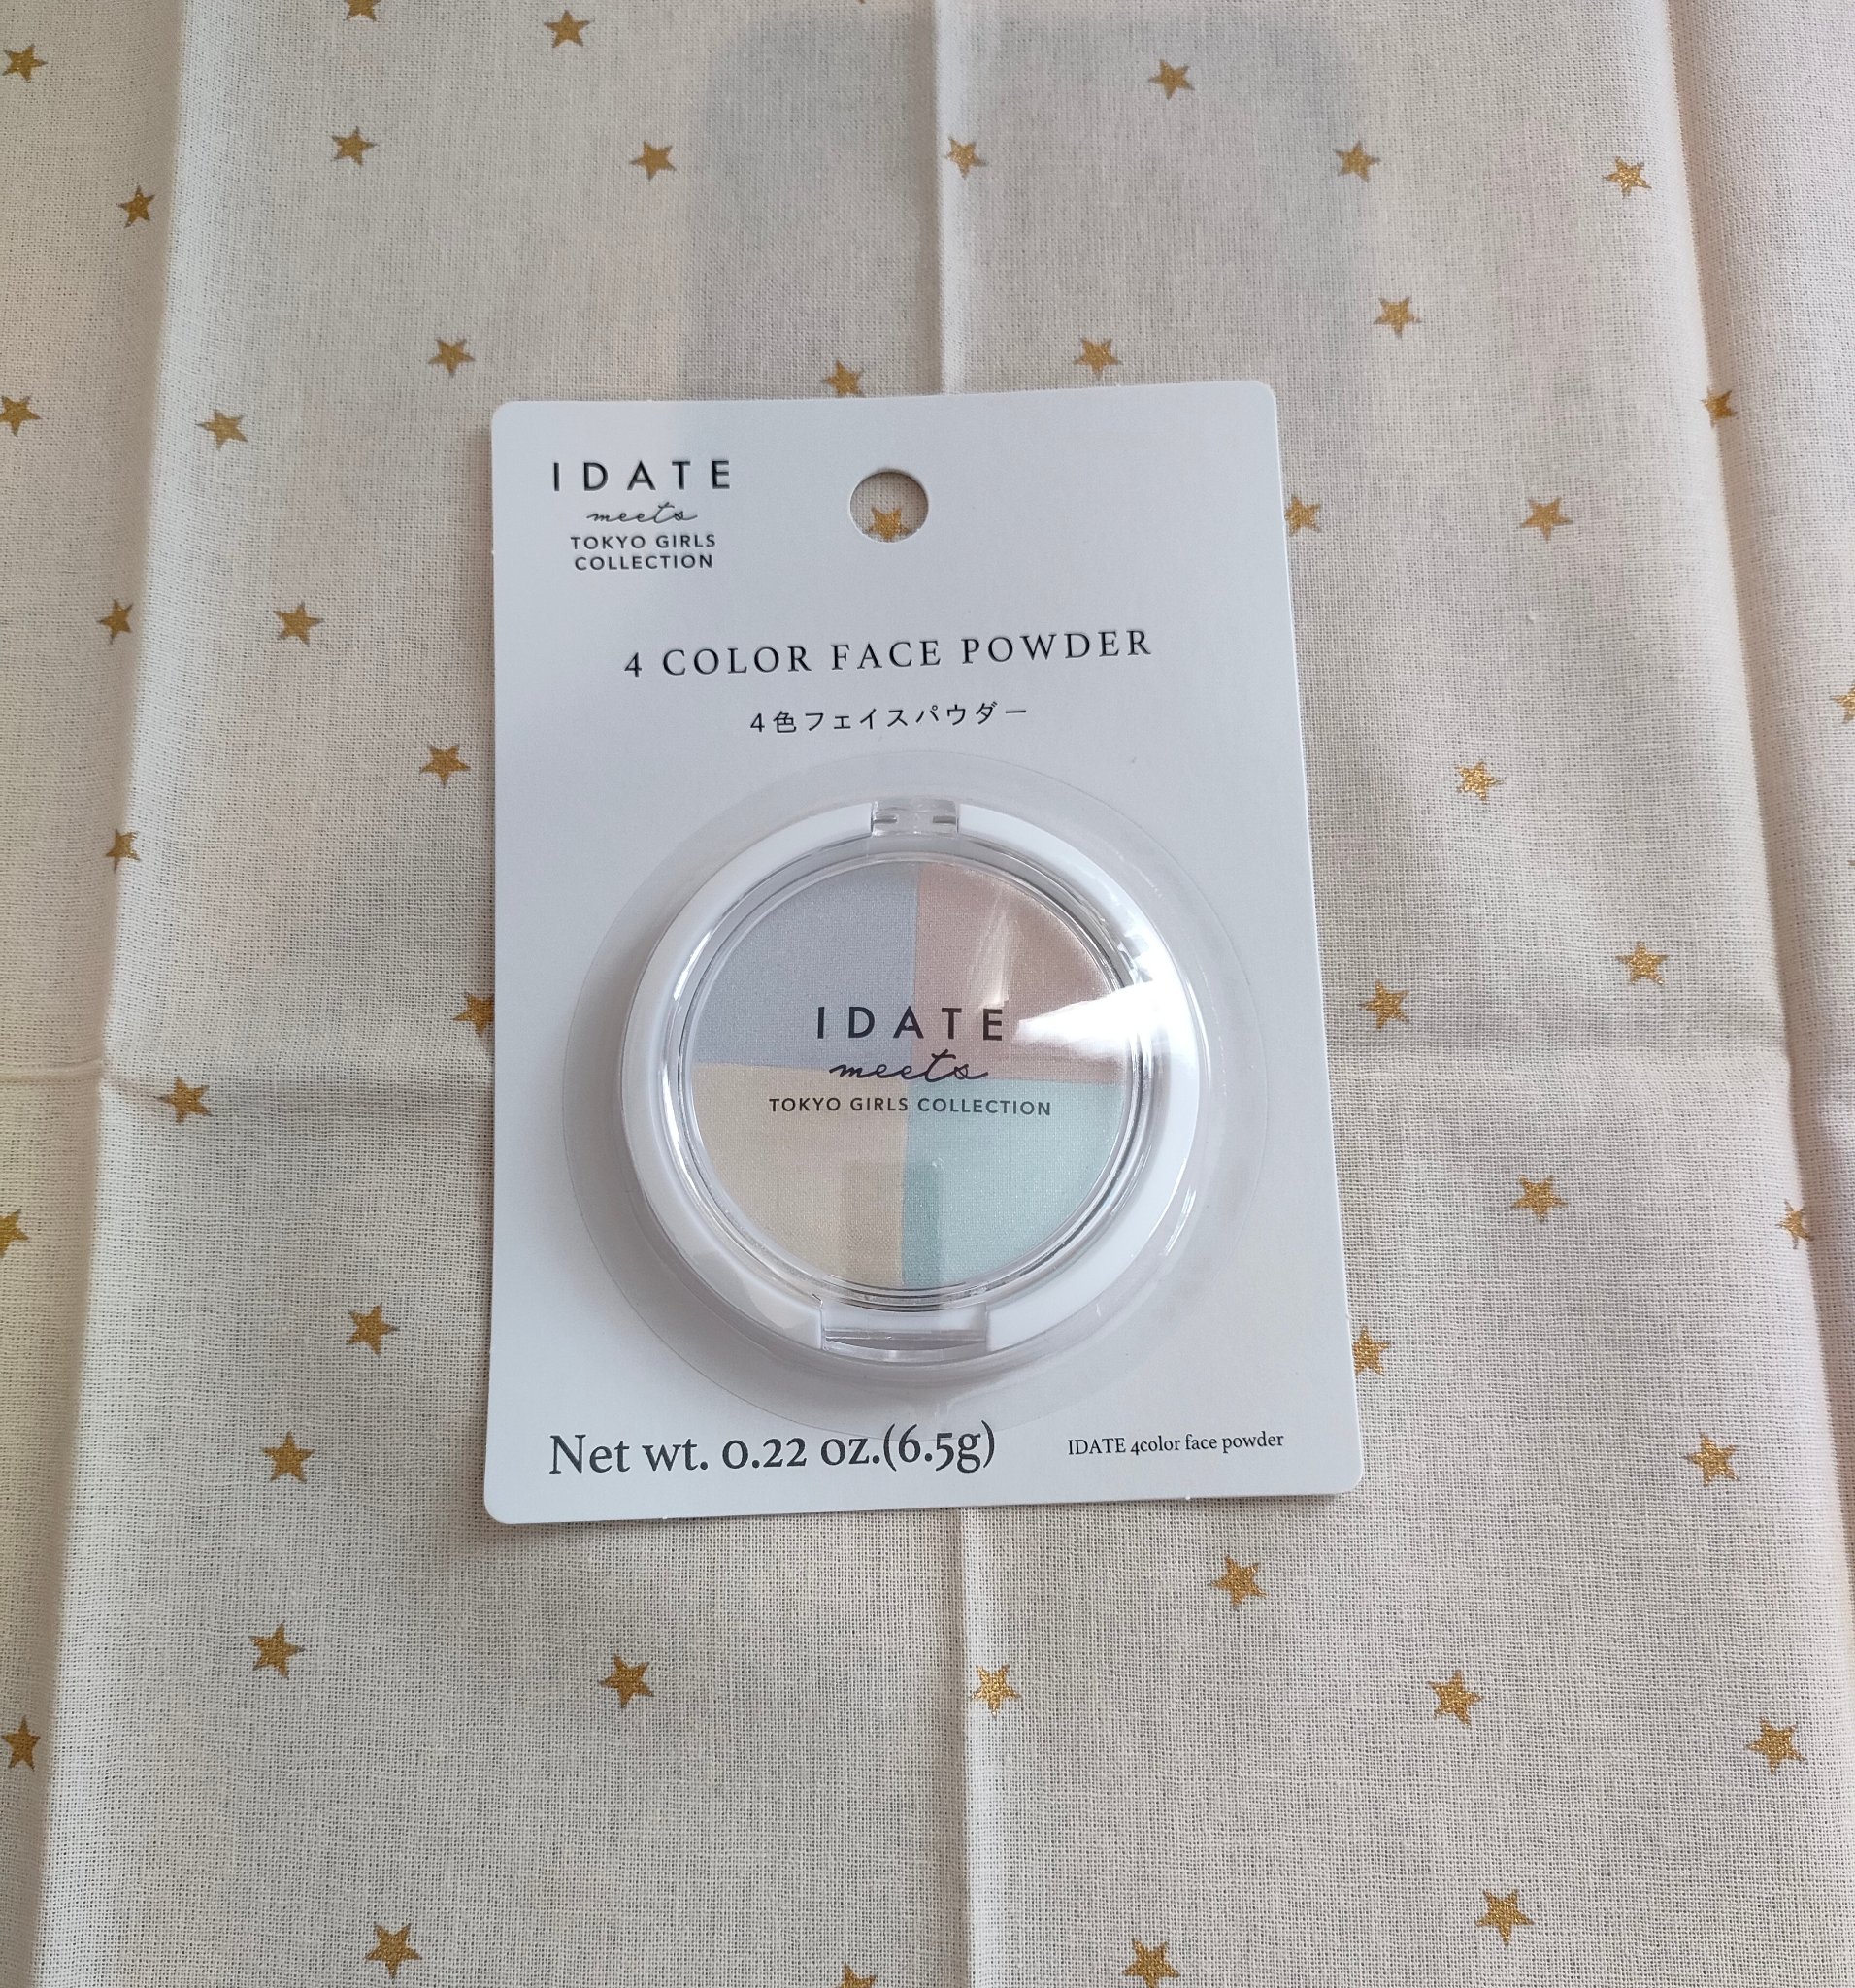 IDATE
meets
TOKYO GIRLS
COLLECTION
4 COLOR FACE POWDER
4色フェイスパウダー
IDATE
meets
TOKYO GIRLS COLLECTION
Net wt. 0.22 oz.(6.5g)
IDATE 4color face powder